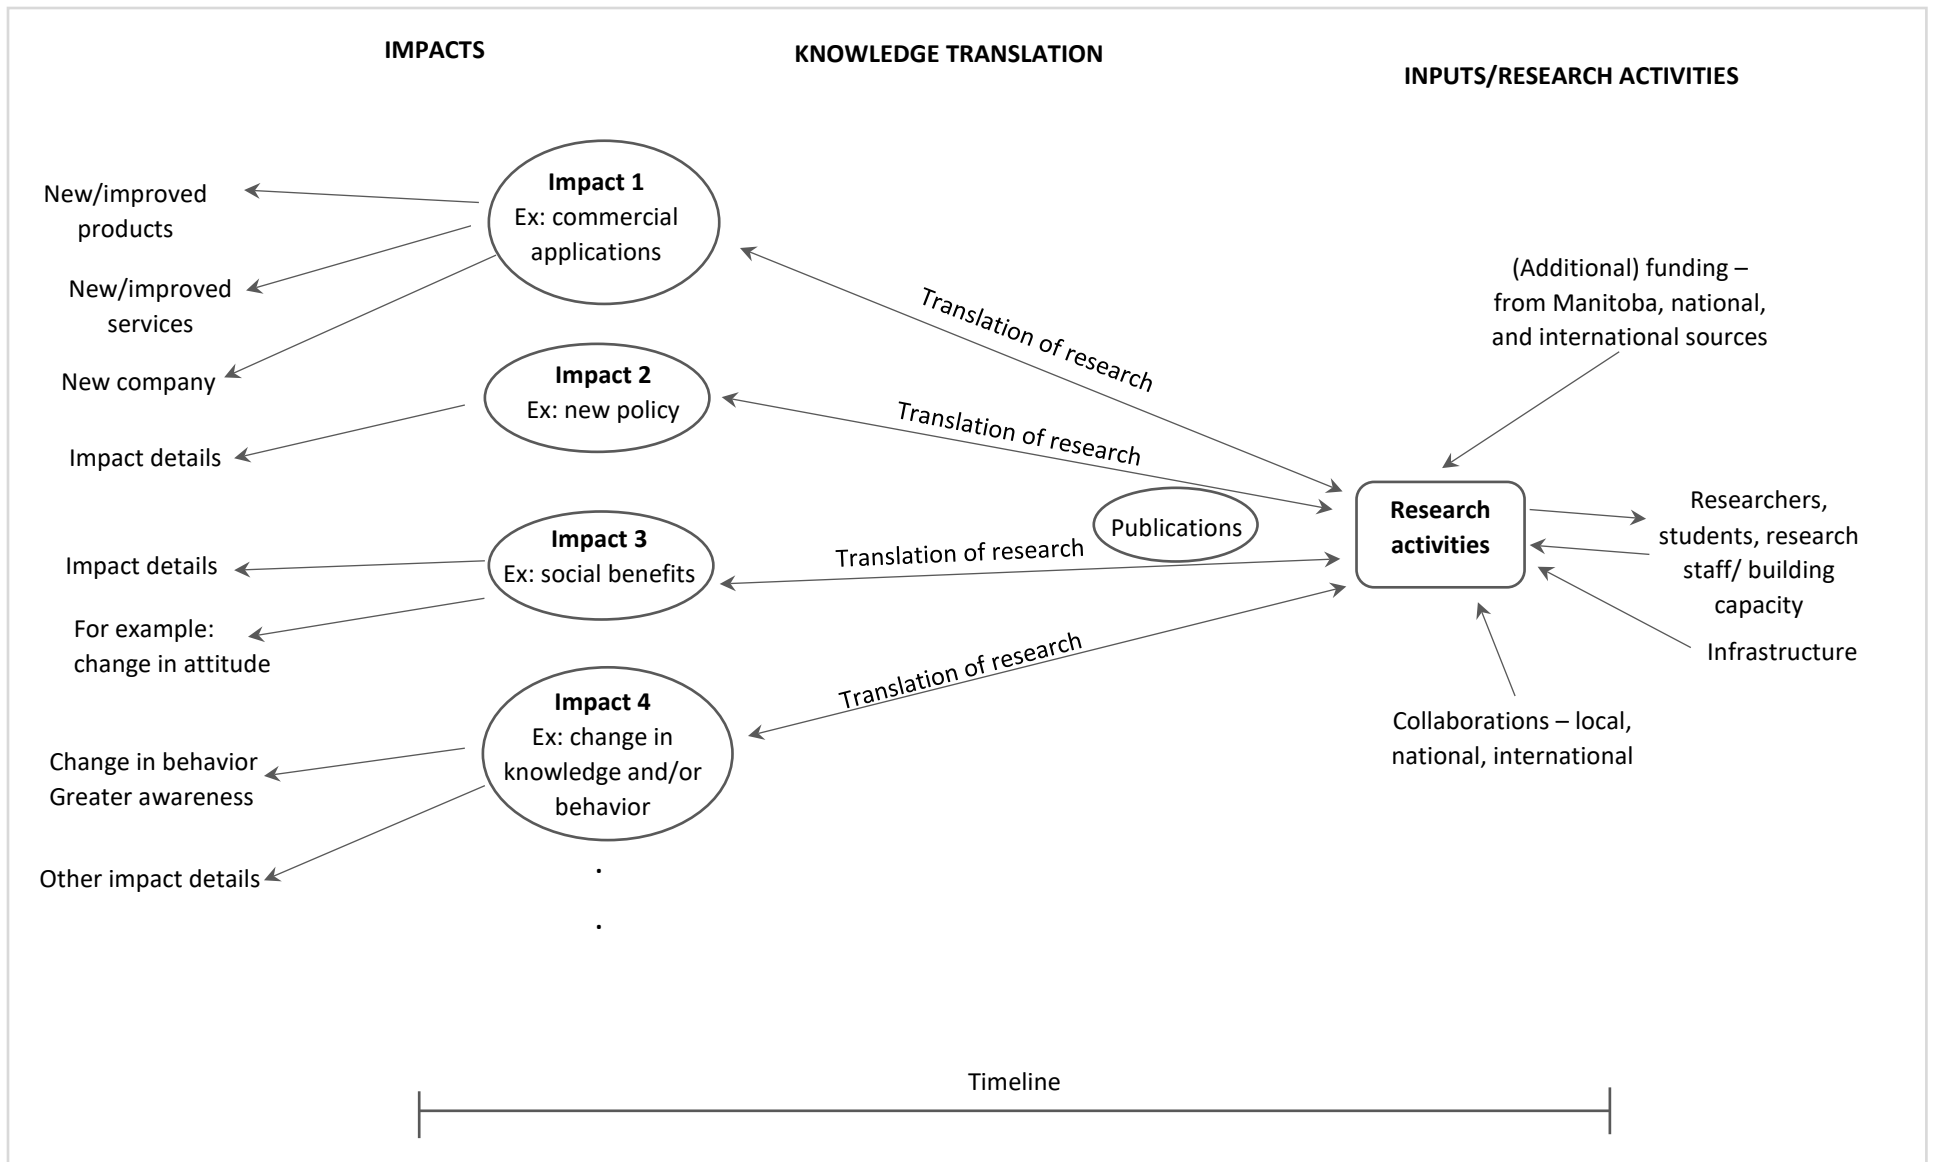 IMPACTS
KNOWLEDGE TRANSLATION
INPUTS/RESEARCH ACTIVITIES
New/improved
products
New/improved
services
New company
Impact details
Impact details
For example:
change in attitude
Change in behavior
Greater awareness
Other impact details
Impact 1
Ex: commercial
applications
Impact 2
Ex: new policy
Impact 3
Ex: social benefits
Impact 4
Ex: change in
knowledge and/or
behavior
.
.
Translation of research
Translation of research
Publications
Translation of research
Translation of research
(Additional) funding –
from Manitoba, national,
and international sources
Research
activities
Researchers,
students, research
staff/ building
capacity
Infrastructure
Collaborations – local,
national, international
Timeline